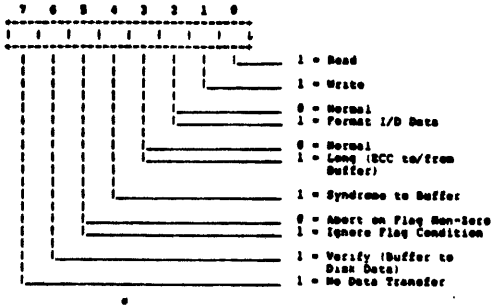 7 6 5 4 3 2 1 0
1 = Read
1 = Write
0 = Normal
1 = Format I/D Data
0 = Normal
1 = Long (ECC to/from
Buffer)
1 = Syndrome to Buffer
0 = Abort on Flag Non-Zero
1 = Ignore Flag Condition
1 = Verify (Buffer to
Disk Data)
1 = No Data Transfer